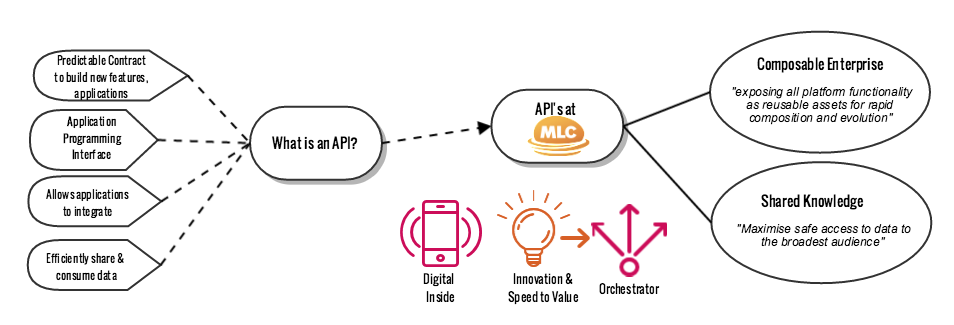 Predictable Contract
to build new features,
applications
Application
Programming
Interface
Allows applications
to integrate
Efficiently share &
consume data
What is an API?
API's at
MLC
Composable Enterprise
"exposing all platform functionality
as reusable assets for rapid
composition and evolution"
Shared Knowledge
"Maximise safe access to data to
the broadest audience"
Digital
Inside
Innovation &
Speed to Value
Orchestrator